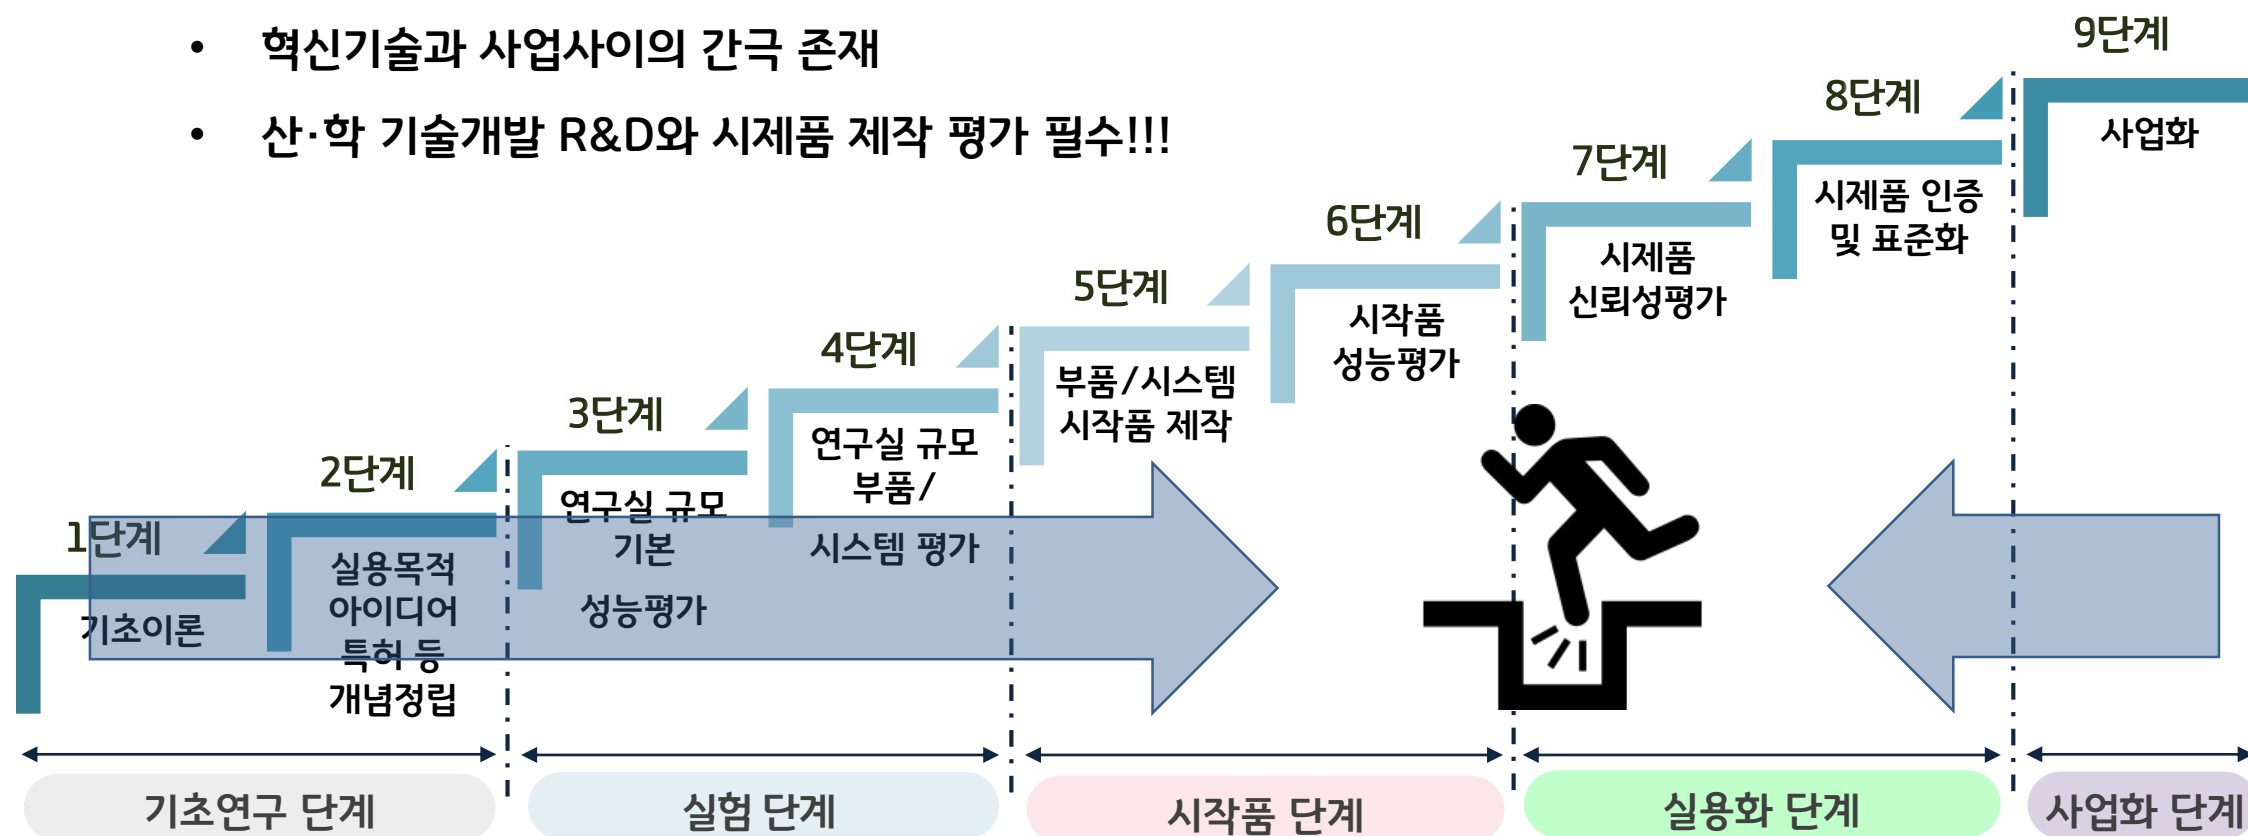 • 혁신기술과 사업사이의 간극 존재
• 산·학 기술개발 R&D와 시제품 제작 평가 필수!!!
1단계
기초이론
2단계
실용목적
아이디어
특허 등
개념정립
3단계
연구실 규모
기본
성능평가
4단계
연구실 규모
부품/
시스템 평가
5단계
부품/시스템
시작품 제작
6단계
시작품
성능평가
7단계
시제품
신뢰성평가
8단계
시제품 인증
및 표준화
9단계
사업화
기초연구 단계
실험 단계
시작품 단계
실용화 단계
사업화 단계